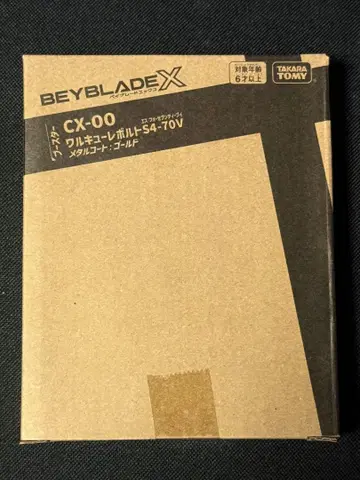 BEYBLADE X
ベイブレードエックス
対象年齢
6才以上
TAKARA
TOMY
ブースター
CX-00
エス フォーセブンティ ブイ
ワルキューレボルトS4-70V
メタルコート:ゴールド